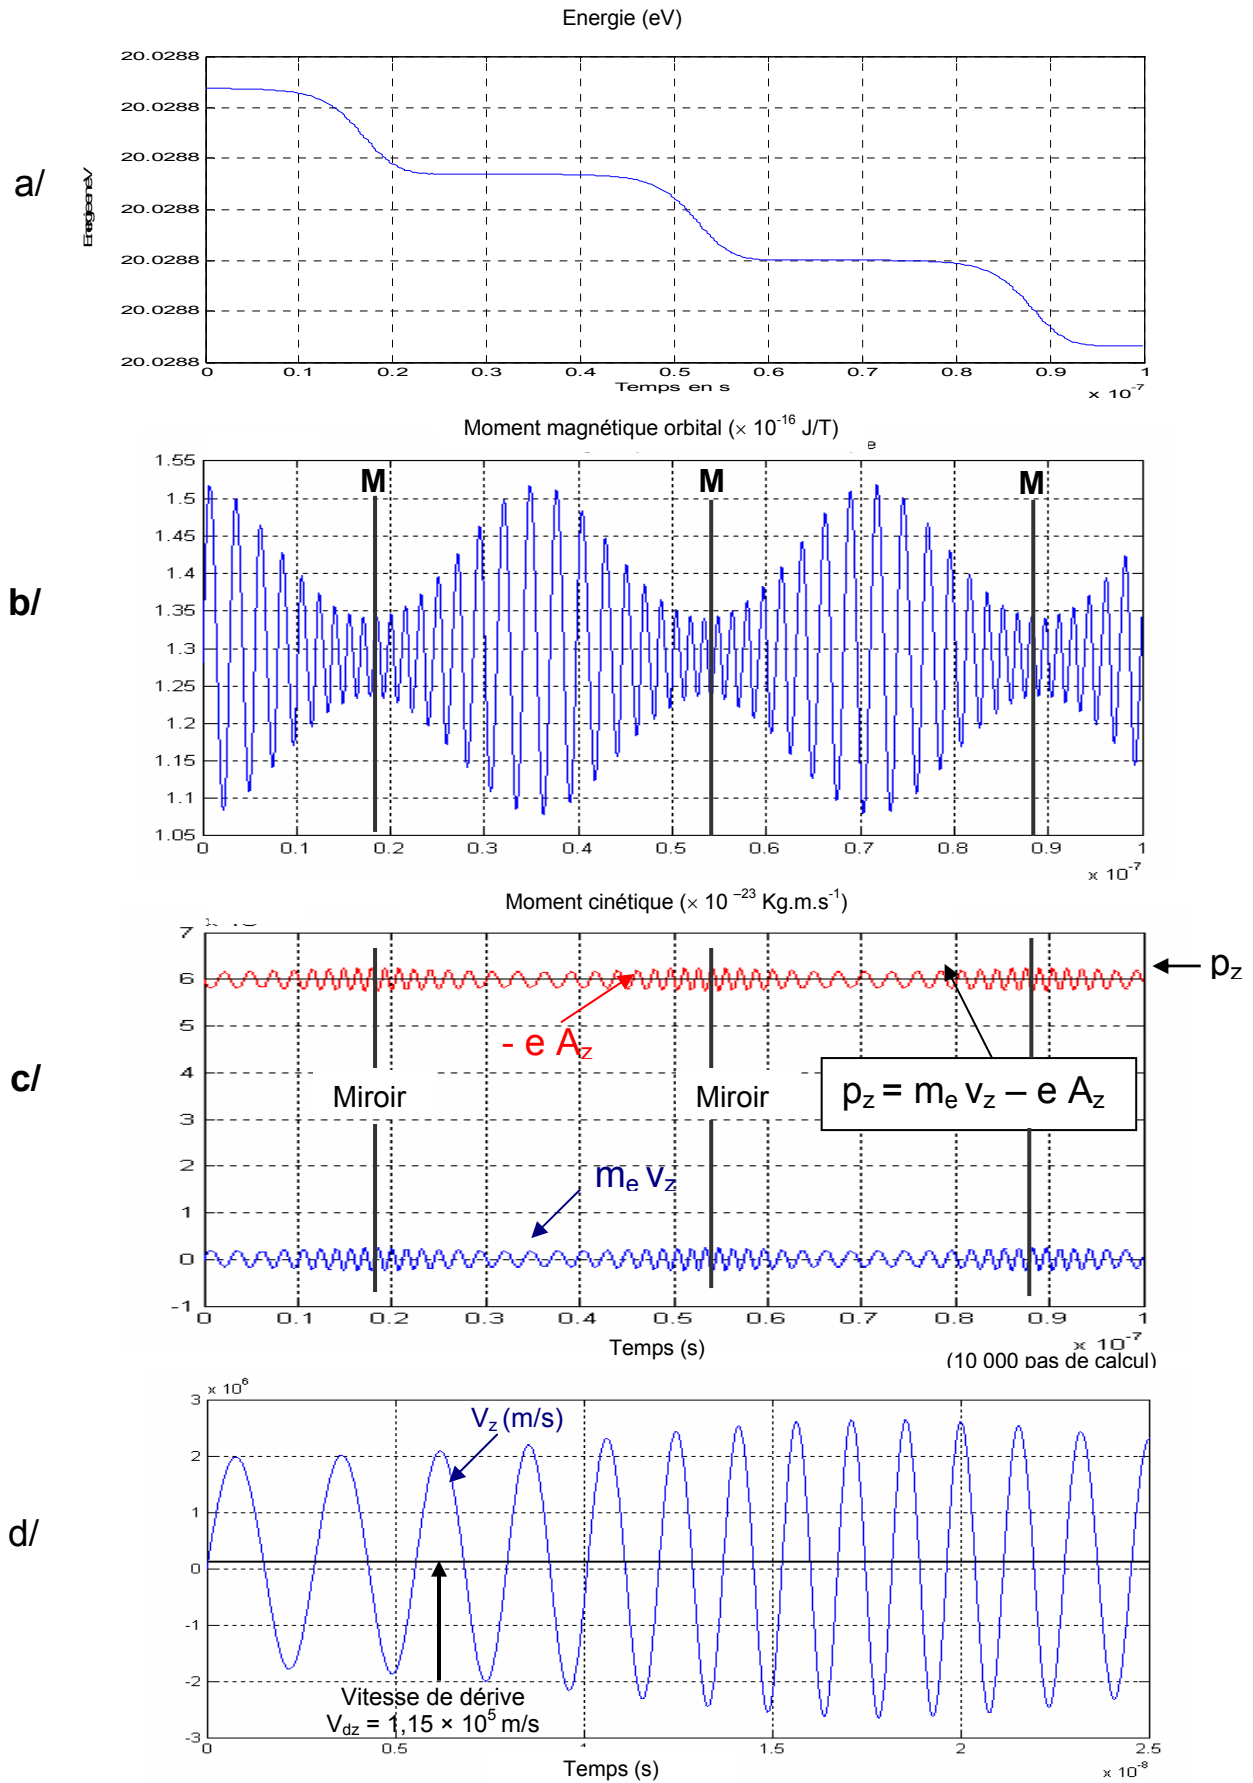 Energie (eV)
a/
20.0288
20.0288
20.0288
20.0288
20.0288
20.0288
20.0288
0 0.1 0.2 0.3 0.4 0.5 0.6 0.7 0.8 0.9 1
Temps en s
x 10⁻⁷
Moment magnétique orbital (× 10⁻¹⁶ J/T)
e
b/
M M M
1.55
1.5
1.45
1.4
1.35
1.3
1.25
1.2
1.15
1.1
1.05
0 0.1 0.2 0.3 0.4 0.5 0.6 0.7 0.8 0.9 1
x 10⁻⁷
Moment cinétique (× 10⁻²³ Kg.m.s⁻¹)
c/
7
6
5
4
3
2
1
0
-1
p_z
- e A_z
p_z = m_e v_z – e A_z
Miroir Miroir
m_e v_z
0 0.1 0.2 0.3 0.4 0.5 0.6 0.7 0.8 0.9 1
Temps (s)
x 10⁻⁷
(10 000 pas de calcul)
d/
x 10⁶
3
2
1
0
-1
-2
-3
V_z (m/s)
Vitesse de dérive
V_dz = 1,15 × 10⁵ m/s
0 0.5 1 1.5 2 2.5
Temps (s)
x 10⁻⁸